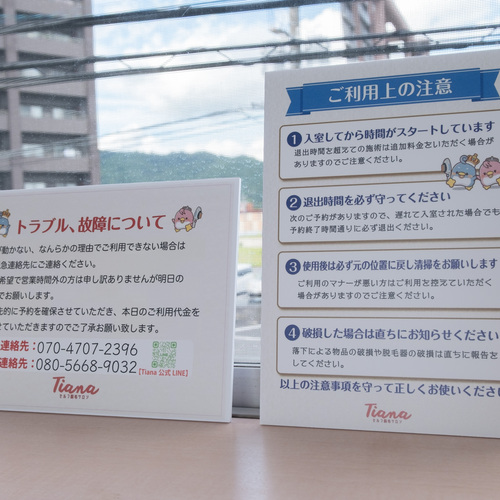 トラブル、故障について
が動かない、なんらかの理由でご利用できない場合は
急連絡先にご連絡ください。
希望で営業時間外の方は申し訳ありませんが明日の
でお願いします。
先的に予約を確保させていただき、本日のご利用代金を
せていただきますのでご了承お願い致します。
連絡先：070-4707-2396
連絡先：080-5668-9032
[Tiana 公式 LINE]
Tiana
ご利用上の注意
1 入室してから時間がスタートしています
退出時間を超えての施術は追加料金をいただく場合が
ありますのでご注意ください。
2 退出時間を必ず守ってください
次のご予約がありますので、遅れて入室された場合でも
予約終了時間通りに必ず退出ください。
3 使用後は必ず元の位置に戻し清掃をお願いします
ご利用のマナーが悪い方はご利用を控えていただく
場合がありますのでご注意ください。
4 破損した場合は直ちにお知らせください
落下による物品の破損や脱毛器の破損は直ちに報告を
してください。
以上の注意事項を守って正しくお使いくださ
Tiana